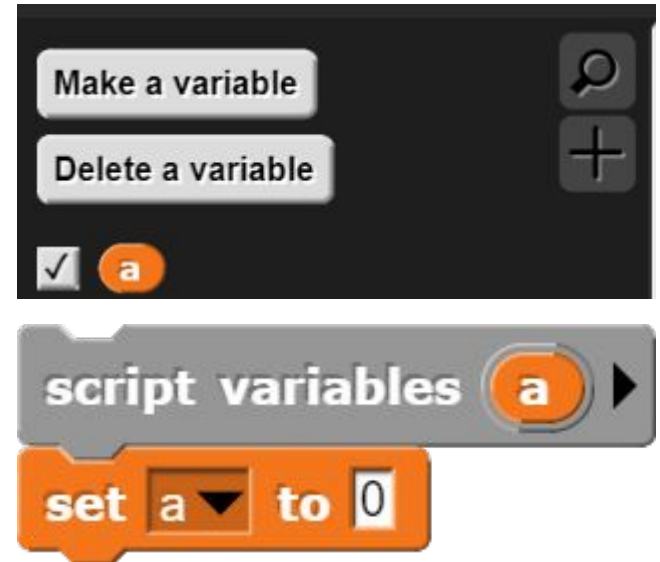 Make a variable
Delete a variable
a
script variables a
set a to 0